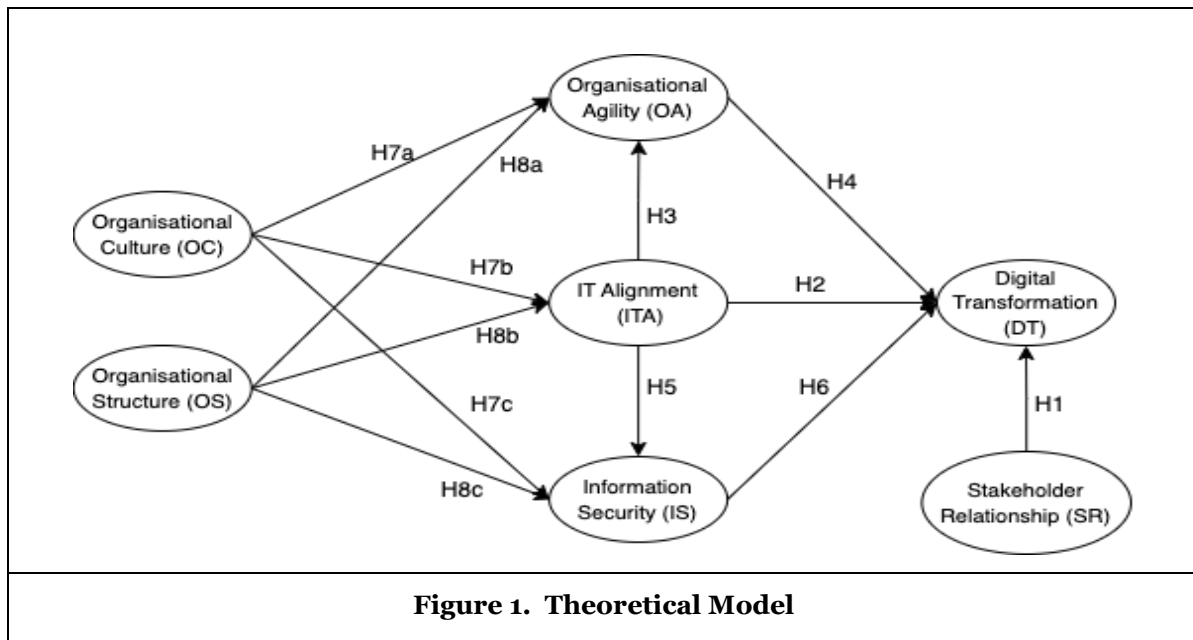 Organisational
Agility (OA)
H7a
H8a
H4
Organisational
Culture (OC)
H3
H7b
IT Alignment
(ITA)
H2
Digital
Transformation
(DT)
H8b
Organisational
Structure (OS)
H7c
H5
H6
H1
H8c
Information
Security (IS)
Stakeholder
Relationship (SR)
Figure 1. Theoretical Model